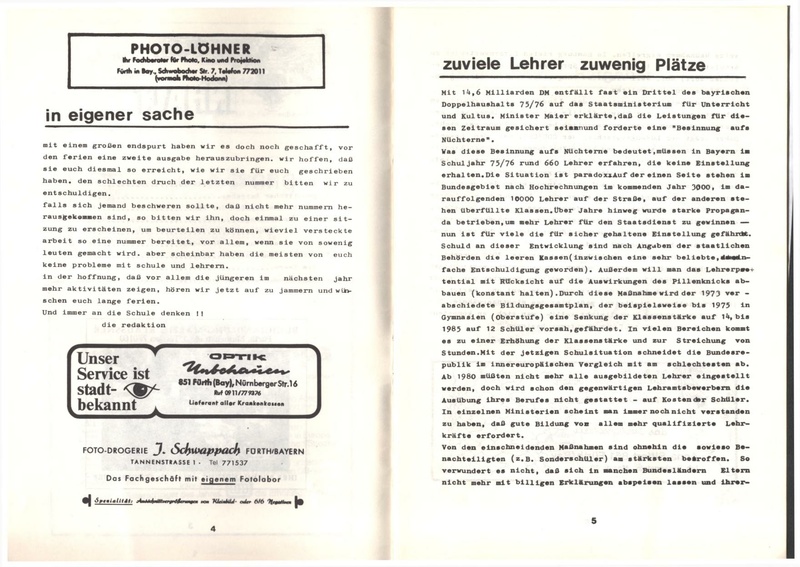 PHOTO-LÖHNER
Ihr Fachberater für Photo, Kino und Projektion
Fürth in Bay., Schwabacher Str. 7, Telefon 772011
(vormals Photo-Hodann)
in eigener sache
mit einem großen endspurt haben wir es doch noch geschafft, vor
den ferien eine zweite ausgabe herauszubringen. wir hoffen, daß
sie euch diesmal so erreicht, wie wir sie für euch geschrieben
haben. den schlechten druch der letzten nummer bitten wir zu
entschuldigen.
falls sich jemand beschweren sollte, daß nicht mehr nummern he-
rausgekommen sind, so bitten wir ihn, doch einmal zu einer sit-
zung zu erscheinen, um beurteilen zu können, wieviel versteckte
arbeit so eine nummer bereitet, vor allem, wenn sie von sowenig
leuten gemacht wird. aber scheinbar haben die meisten von euch
keine probleme mit schule und lehrern.
in der hoffnung, daß vor allem die jüngeren im nächsten jahr
mehr aktivitäten zeigen, hören wir jetzt auf zu jammern und wün-
schen euch lange ferien.
Und immer an die Schule denken !!
die redaktion
Unser
Service ist
stadt-
bekannt
OPTIK
Unbehauen
851 Fürth (Bay), Nürnberger Str.16
Ruf 0911/779376
Lieferant aller Krankenkassen
FOTO-DROGERIE J. Schwappach FÜRTH/BAYERN
TANNENSTRASSE 1 - Tel 771537
Das Fachgeschäft mit eigenem Fotolabor
Spezialität: Ausschnittvergrößerungen von Kleinbild- oder 6x6 Negativen
4
zuviele Lehrer zuwenig Plätze
Mit 14,6 Milliarden DM entfällt fast ein Drittel des bayrischen
Doppelhaushalts 75/76 auf das Staatsministerium für Unterricht
und Kultus. Minister Maier erklärte,daß die Leistungen für die-
sen Zeitraum gesichert seien und forderte eine "Besinnung aufs
Nüchterne".
Was diese Besinnung aufs Nüchterne bedeutet,müssen in Bayern im
Schuljahr 75/76 rund 660 Lehrer erfahren, die keine Einstellung
erhalten.Die Situation ist paradox:Auf der einen Seite stehen im
Bundesgebiet nach Hochrechnungen im kommenden Jahr 3000, im da-
rauffolgenden 10000 Lehrer auf der Straße, auf der anderen ste-
hen überfüllte Klassen.Über Jahre hinweg wurde starke Propagan-
da betrieben,um mehr Lehrer für den Staatsdienst zu gewinnen —
nun ist für viele die für sicher gehaltene Einstellung gefährdet.
Schuld an dieser Entwicklung sind nach Angaben der staatlichen
Behörden die leeren Kassen(inzwischen eine sehr beliebte, ein-
fache Entschuldigung geworden). Außerdem will man das Lehrerpo-
tential mit Rücksicht auf die Auswirkungen des Pillenknicks ab-
bauen (konstant halten).Durch diese Maßnahme wird der 1973 ver -
abschiedete Bildungsgesamtplan, der beispielsweise bis 1975 in
Gymnasien (Oberstufe) eine Senkung der Klassenstärke auf 14,bis
1985 auf 12 Schüler vorsah,gefährdet. In vielen Bereichen kommt
es zu einer Erhöhung der Klassenstärke und zur Streichung von
Stunden.Mit der jetzigen Schulsituation schneidet die Bundesre-
publik im innereuropäischen Vergleich mit am schlechtesten ab.
Ab 1980 müßten nicht mehr alle ausgebildeten Lehrer eingestellt
werden, doch wird schon den gegenwärtigen Lehramtsbewerbern die
Ausübung ihres Berufes nicht gestattet - auf Kosten der Schüler.
In einzelnen Ministerien scheint man immer noch nicht verstanden
zu haben, daß gute Bildung vor allem mehr qualifizierte Lehr-
kräfte erfordert.
Von den einschneidenden Maßnahmen sind ohnehin die sowieso Be-
nachteiligten (z.B. Sonderschüler) am stärksten betroffen. So
verwundert es nicht, daß sich in manchen Bundesländern Eltern
nicht mehr mit billigen Erklärungen abspeisen lassen und ihrer-
5